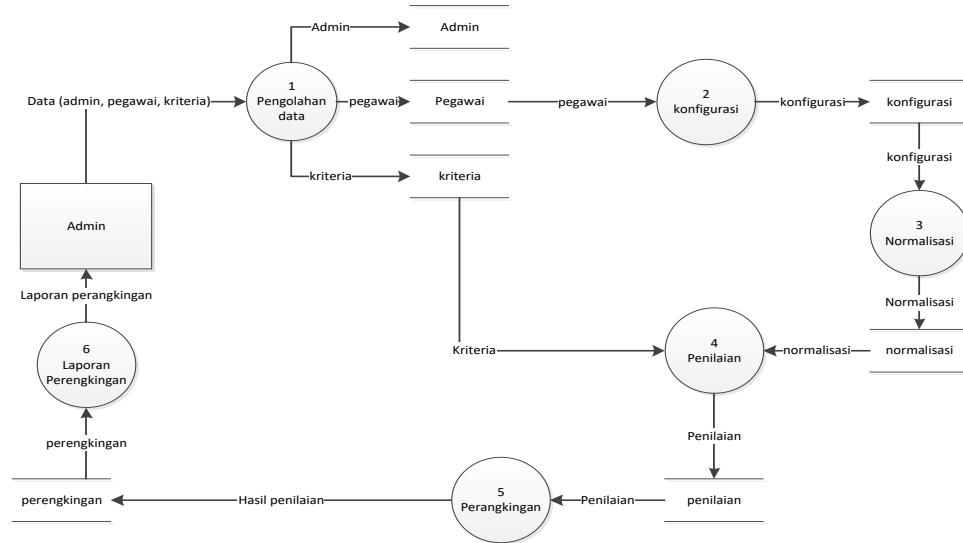 Admin
Admin
1
Pengolahan
data
Data (admin, pegawai, kriteria)
pegawai
Pegawai
pegawai
2
konfigurasi
konfigurasi
konfigurasi
kriteria
kriteria
konfigurasi
Admin
3
Normalisasi
Laporan perangkingan
Normalisasi
6
Laporan
Perengkingan
Kriteria
4
Penilaian
normalisasi
normalisasi
perengkingan
Penilaian
perengkingan
Hasil penilaian
5
Perangkingan
Penilaian
penilaian